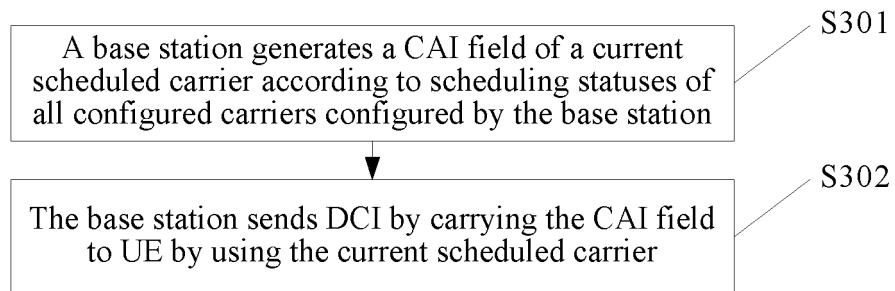 S301
A base station generates a CAI field of a current
scheduled carrier according to scheduling statuses of
all configured carriers configured by the base station
S302
The base station sends DCI by carrying the CAI field
to UE by using the current scheduled carrier